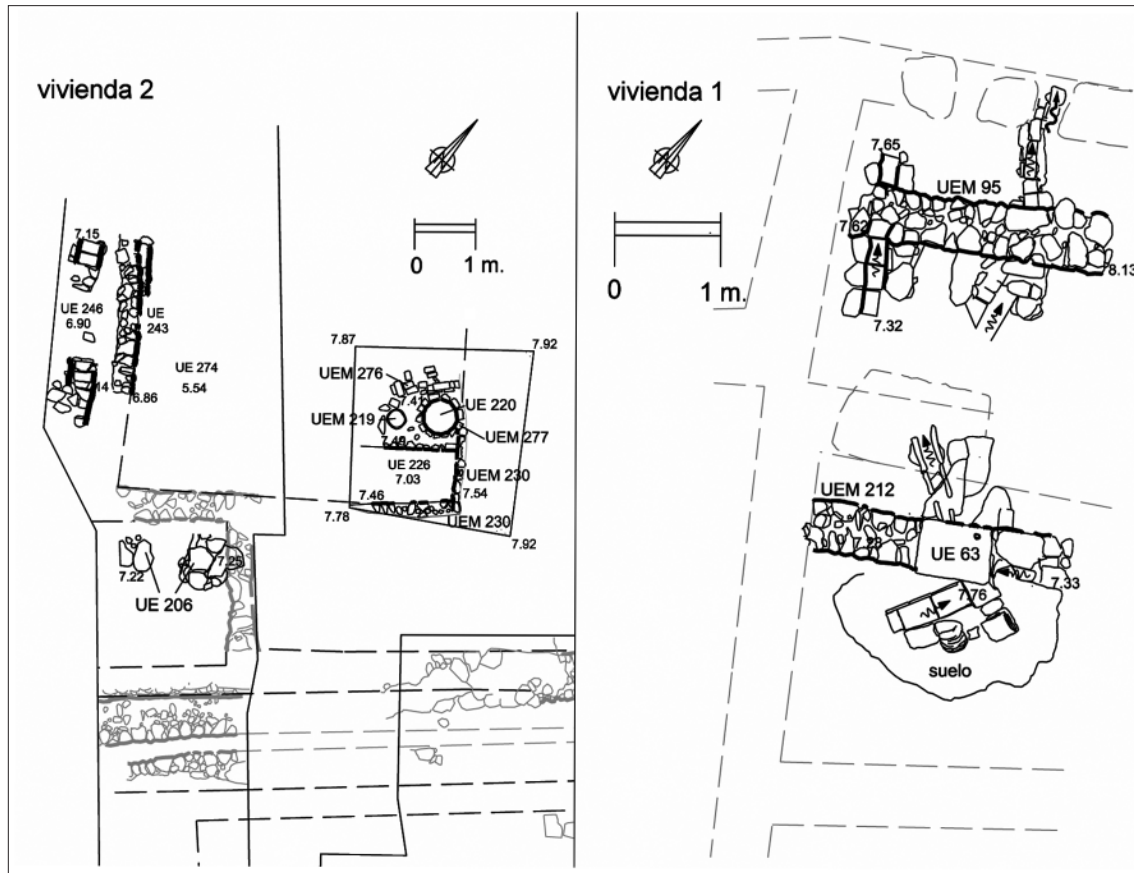 vivienda 2
0 1 m.
7.15
UE 246
6.90
UE
243
UE 274
5.54
6.86
7.87
7.92
UEM 276
UE 220
UEM 219
UEM 277
UE 226
7.03
UEM 230
7.46
7.54
7.78
UEM 230
7.92
7.22
7.25
UE 206
vivienda 1
0 1 m.
7.65
UEM 95
7.62
8.13
7.32
UEM 212
UE 63
7.33
7.76
suelo